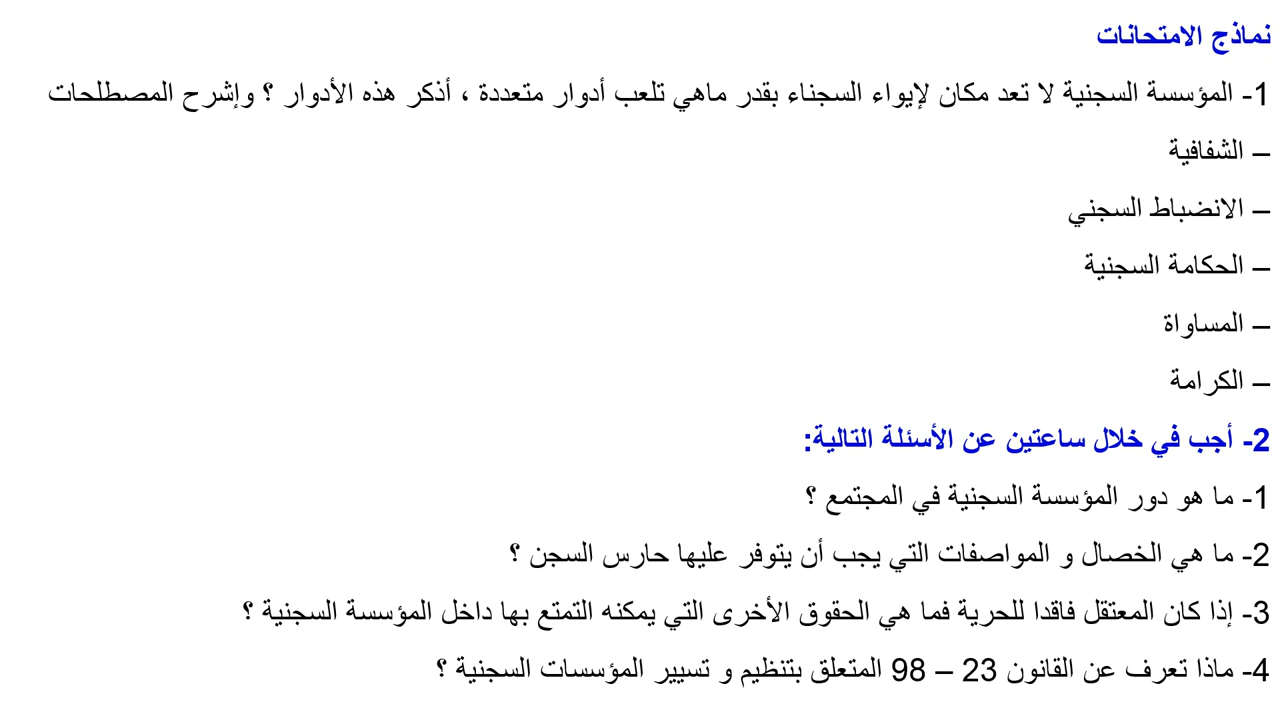 نماذج الامتحانات
1- المؤسسة السجنية لا تعد مكان لإيواء السجناء بقدر ماهي تلعب أدوار متعددة ، أذكر هذه الأدوار ؟ وإشرح المصطلحات
– الشفافية
– الانضباط السجني
– الحكامة السجنية
– المساواة
– الكرامة
2- أجب في خلال ساعتين عن الأسئلة التالية:
1- ما هو دور المؤسسة السجنية في المجتمع ؟
2- ما هي الخصال و المواصفات التي يجب أن يتوفر عليها حارس السجن ؟
3- إذا كان المعتقل فاقدا للحرية فما هي الحقوق الأخرى التي يمكنه التمتع بها داخل المؤسسة السجنية ؟
4- ماذا تعرف عن القانون 23 – 98 المتعلق بتنظيم و تسيير المؤسسات السجنية ؟